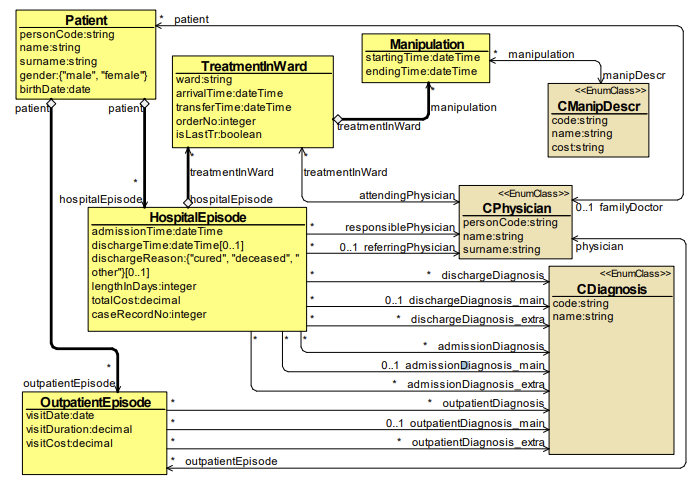 Patient
personCode:string
name:string
surname:string
gender:{"male", "female"}
birthDate:date
* patient
patient
patient
TreatmentInWard
ward:string
arrivalTime:dateTime
transferTime:dateTime
orderNo:integer
isLastTr:boolean
Manipulation
startingTime:dateTime
endingTime:dateTime
* manipulation
manipDescr
*
manipulation
treatmentInWard
<<EnumClass>>
CManipDescr
code:string
name:string
cost:string
*
treatmentInWard
* treatmentInWard
*
hospitalEpisode
hospitalEpisode
attendingPhysician
<<EnumClass>>
CPhysician
personCode:string
name:string
surname:string
0..1 familyDoctor
physician
HospitalEpisode
admissionTime:dateTime
dischargeTime:dateTime[0..1]
dischargeReason:{"cured", "deceased", "
other"}[0..1]
lengthInDays:integer
totalCost:decimal
caseRecordNo:integer
* responsiblePhysician
* 0..1 referringPhysician
* * dischargeDiagnosis
* 0..1 dischargeDiagnosis_main
* * dischargeDiagnosis_extra
<<EnumClass>>
CDiagnosis
code:string
name:string
* * * * admissionDiagnosis
0..1 admissionDiagnosis_main
* admissionDiagnosis_extra
*
outpatientEpisode
OutpatientEpisode
visitDate:date
visitDuration:decimal
visitCost:decimal
* * outpatientDiagnosis
* 0..1 outpatientDiagnosis_main
* * outpatientDiagnosis_extra
* outpatientEpisode